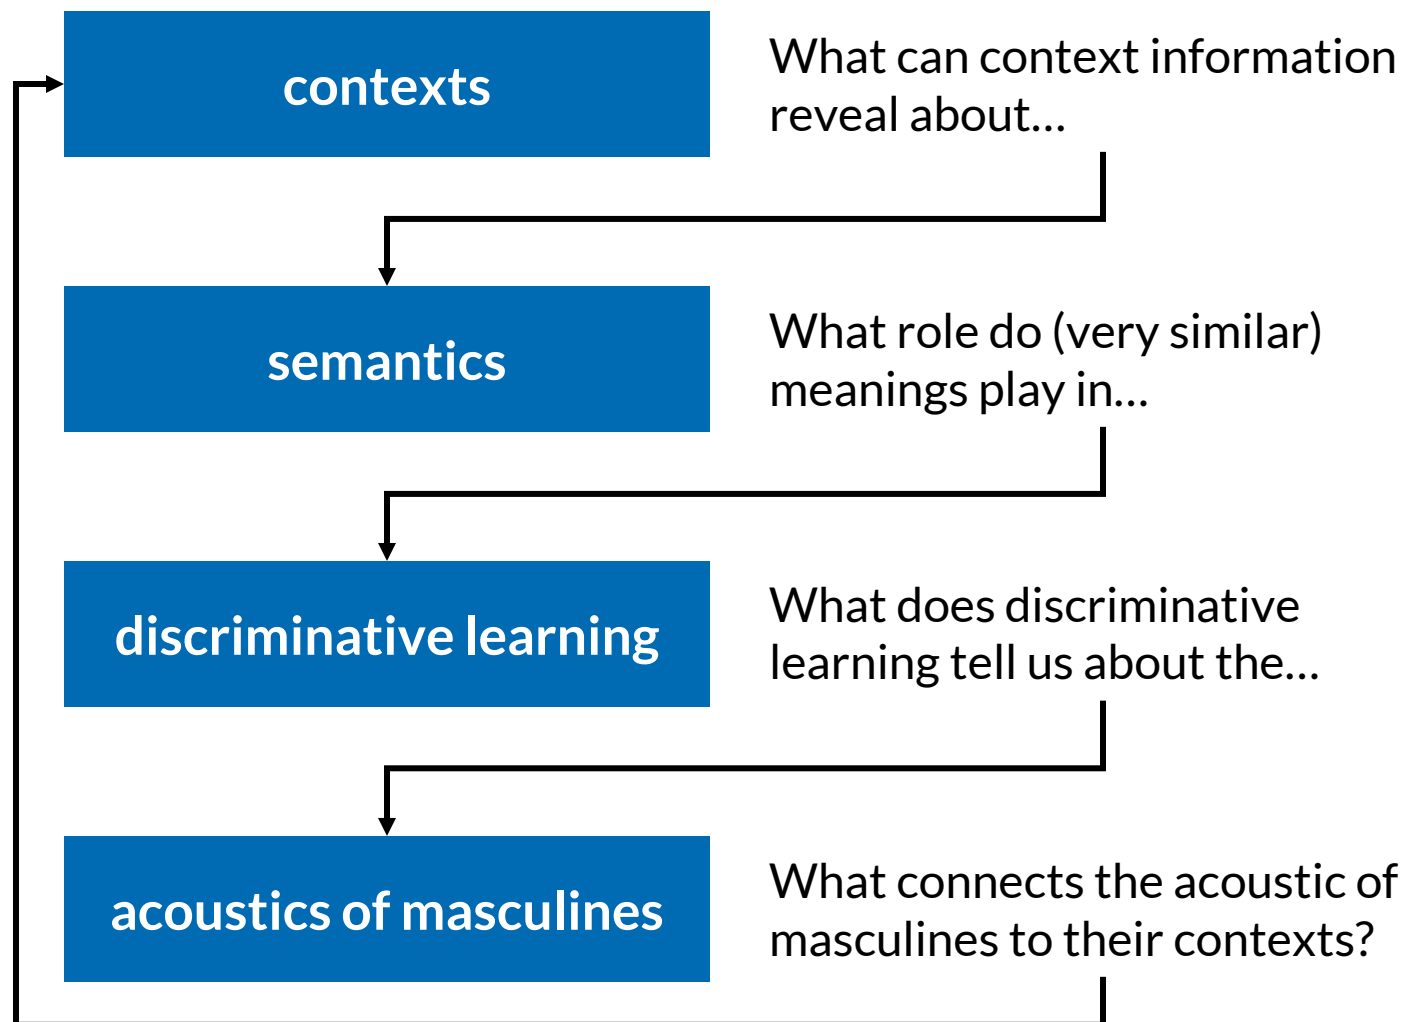 contexts
What can context information
reveal about...
semantics
What role do (very similar)
meanings play in...
discriminative learning
What does discriminative
learning tell us about the...
acoustics of masculines
What connects the acoustic of
masculines to their contexts?